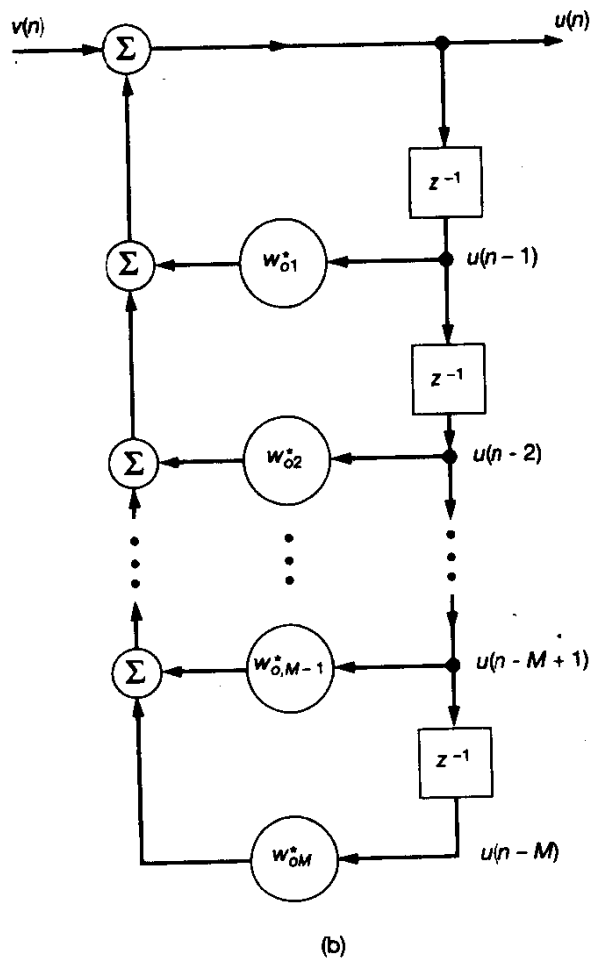 v(n) u(n)
Σ
z⁻¹
Σ w*ₒ₁ u(n − 1)
z⁻¹
Σ w*ₒ₂ u(n - 2)
Σ w*ₒ,M−1 u(n − M + 1)
z⁻¹
w*ₒM u(n − M)
(b)